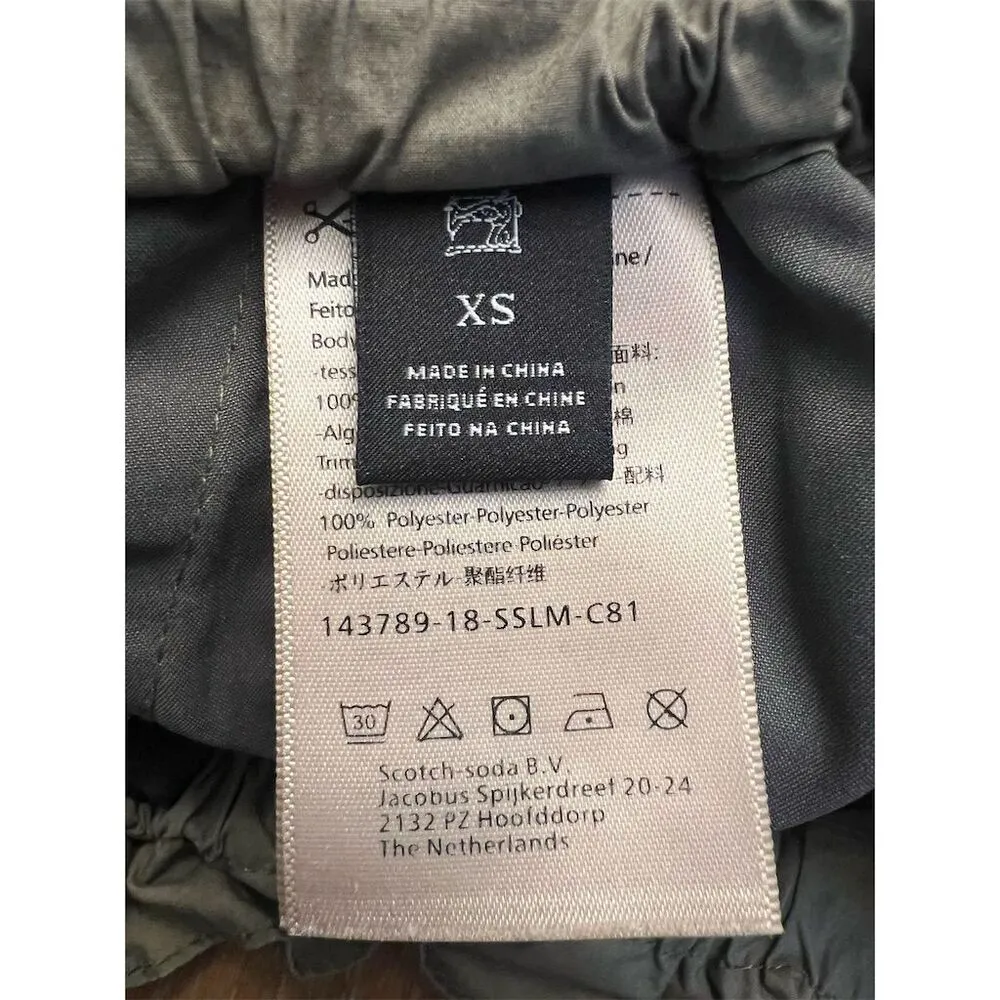 XS
MADE IN CHINA
FABRIQUÉ EN CHINE
FEITO NA CHINA
ne/
Feito
Body
面料:
100%
棉
-disposizione-Guarnicao
-配料
100% Polyester-Polyester-Polyester
Poliestere-Poliestere Poliéster
-ポリエステル-聚酯纤维
143789-18-SSLM-C81
30
Scotch-soda B.V
Jacobus Spijkerdreef 20-24
2132 PZ Hoofddorp
The Netherlands